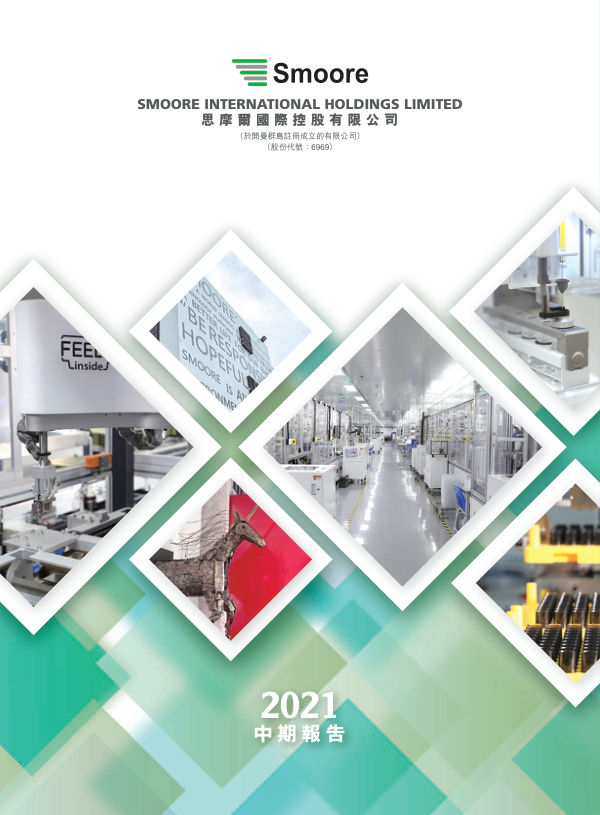 Smoore
SMOORE INTERNATIONAL HOLDINGS LIMITED
思摩爾國際控股有限公司
(於開曼群島註冊成立的有限公司)
(股份代號：6969)
FEEL
inside
BE RESPONSI
HOPEFUL
SMOORE IS AN
2021
中期報告